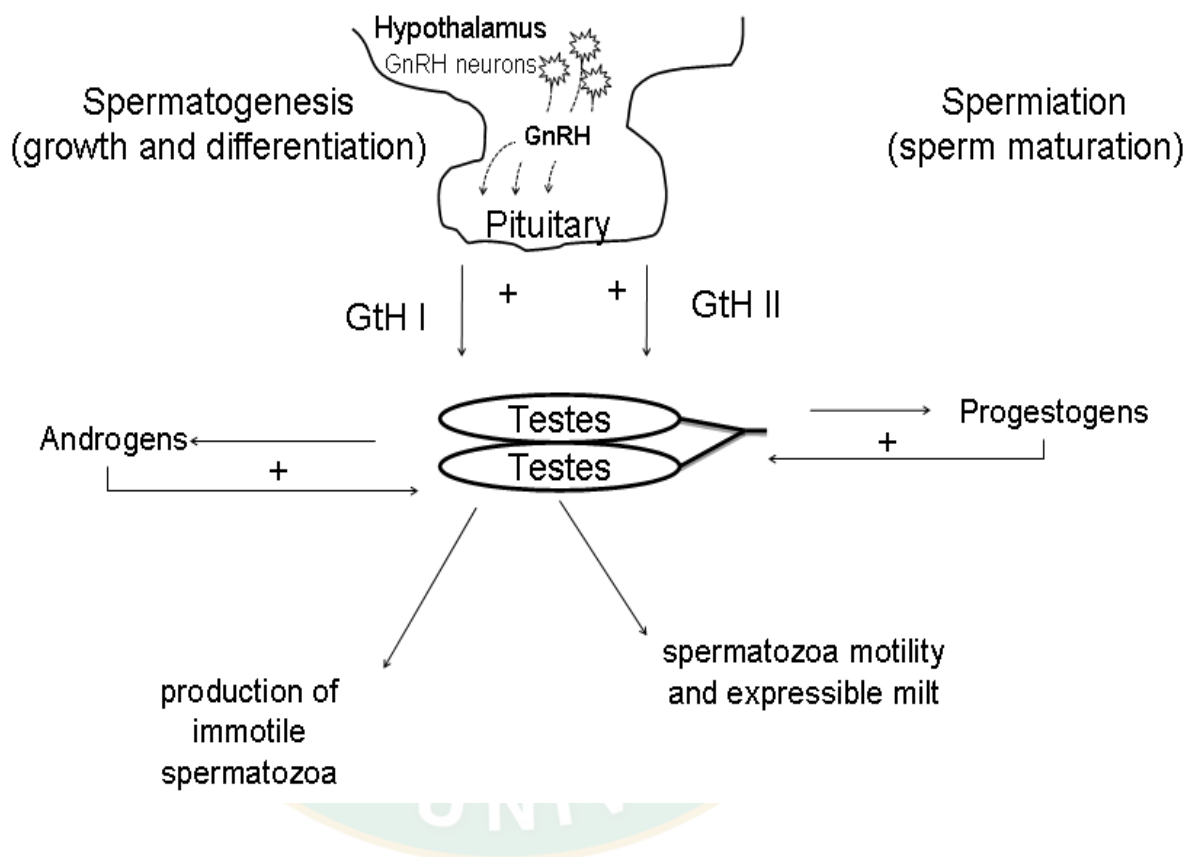 Hypothalamus
GnRH neurons
Spermatogenesis
(growth and differentiation)
Spermiation
(sperm maturation)
GnRH
Pituitary
+
+
GtH I
GtH II
Testes
Testes
Androgens
+
Progestogens
+
spermatozoa motility
and expressible milt
production of
immotile
spermatozoa
UNIV